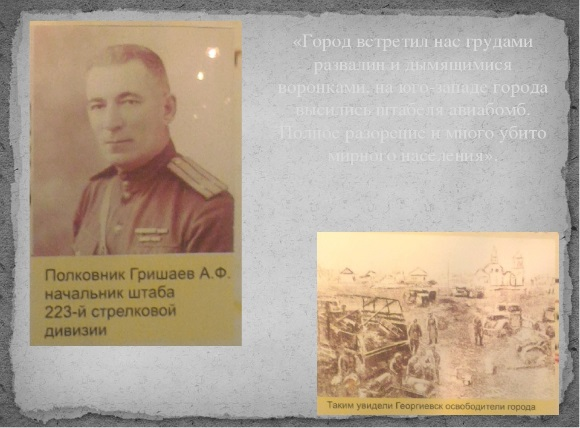 «Город встретил нас грудами
развалин и дымящимися
воронками, на юго-западе города
высились штабеля авиабомб.
Полное разорение и много убито
мирного населения».
Полковник Гришаев А.Ф.
начальник штаба
223-й стрелковой
дивизии
Таким увидели Георгиевск освободители города